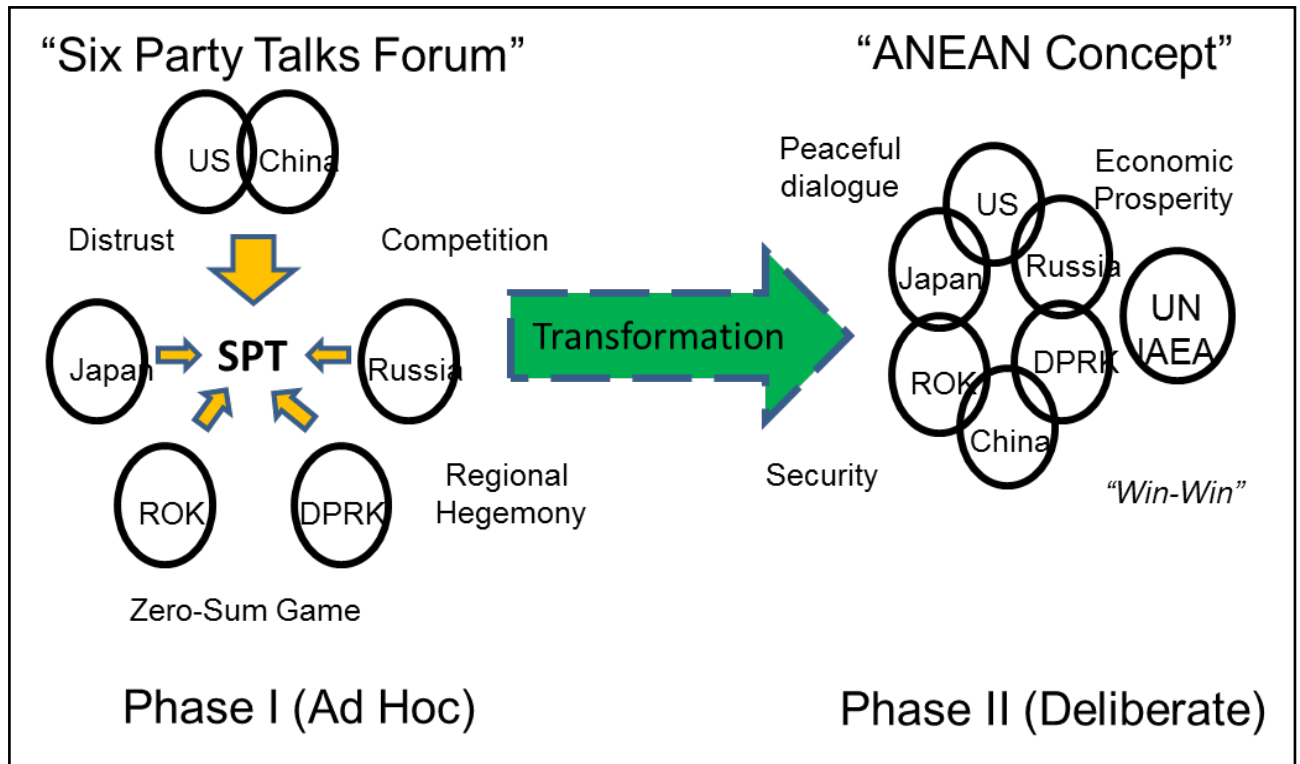 “Six Party Talks Forum”
US
China
Distrust
Competition
Japan
SPT
Russia
ROK
DPRK
Regional
Hegemony
Zero-Sum Game
Phase I (Ad Hoc)
Transformation
“ANEAN Concept”
Peaceful
dialogue
Economic
Prosperity
US
Japan
Russia
UN
IAEA
ROK
DPRK
China
Security
“Win-Win”
Phase II (Deliberate)